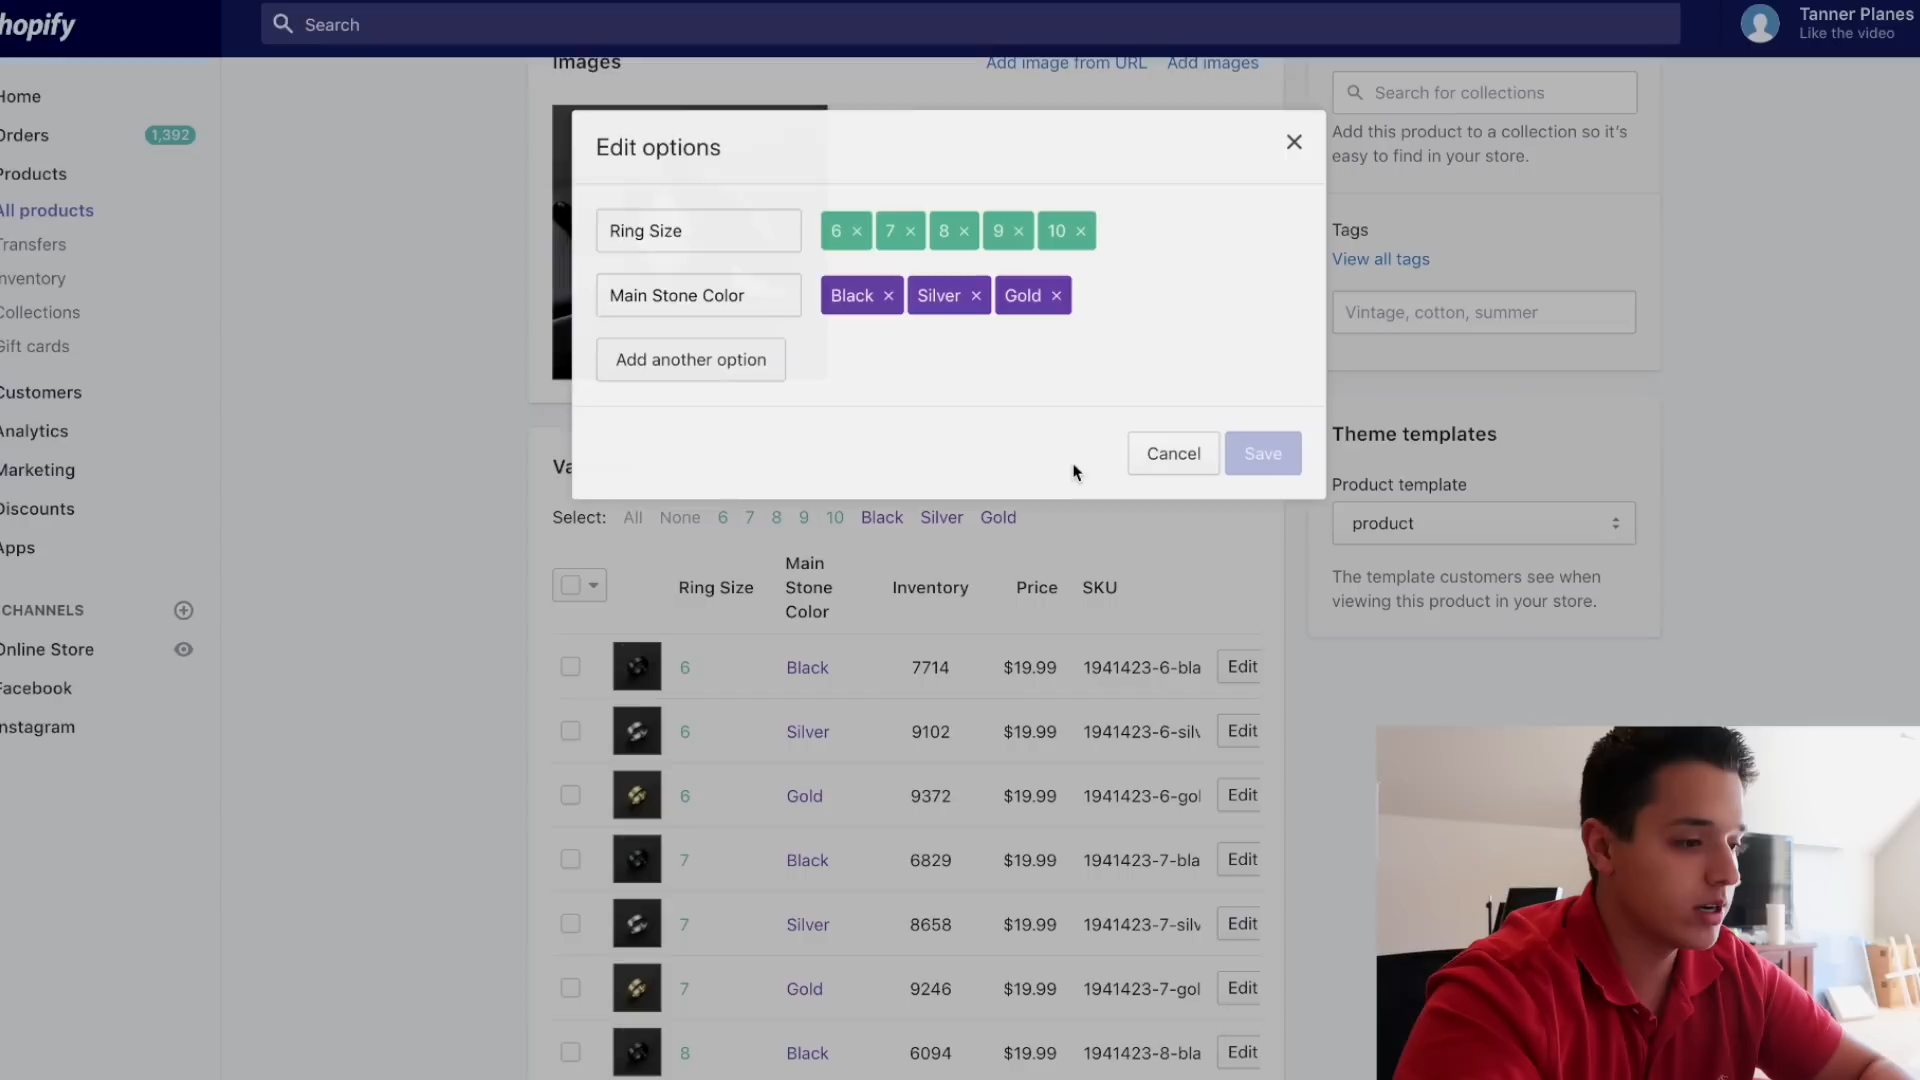 hopify
Search
Tanner Planes
Like the video
Home
Orders
1,392
Products
All products
Transfers
Inventory
Collections
Gift cards
Customers
Analytics
Marketing
Discounts
Apps
CHANNELS
Online Store
Facebook
Instagram
Images
Add image from URL
Add images
Edit options
Ring Size
6 × 7 × 8 × 9 × 10 ×
Main Stone Color
Black × Silver × Gold ×
Add another option
Cancel
Save
Va
Select: All None 6 7 8 9 10 Black Silver Gold
Ring Size
Main
Stone
Color
Inventory
Price
SKU
6 Black 7714 $19.99 1941423-6-bla Edit
6 Silver 9102 $19.99 1941423-6-silv Edit
6 Gold 9372 $19.99 1941423-6-gol Edit
7 Black 6829 $19.99 1941423-7-bla Edit
7 Silver 8658 $19.99 1941423-7-silv Edit
7 Gold 9246 $19.99 1941423-7-gol Edit
8 Black 6094 $19.99 1941423-8-bla Edit
Search for collections
Add this product to a collection so it's
easy to find in your store.
Tags
View all tags
Vintage, cotton, summer
Theme templates
Product template
product
The template customers see when
viewing this product in your store.